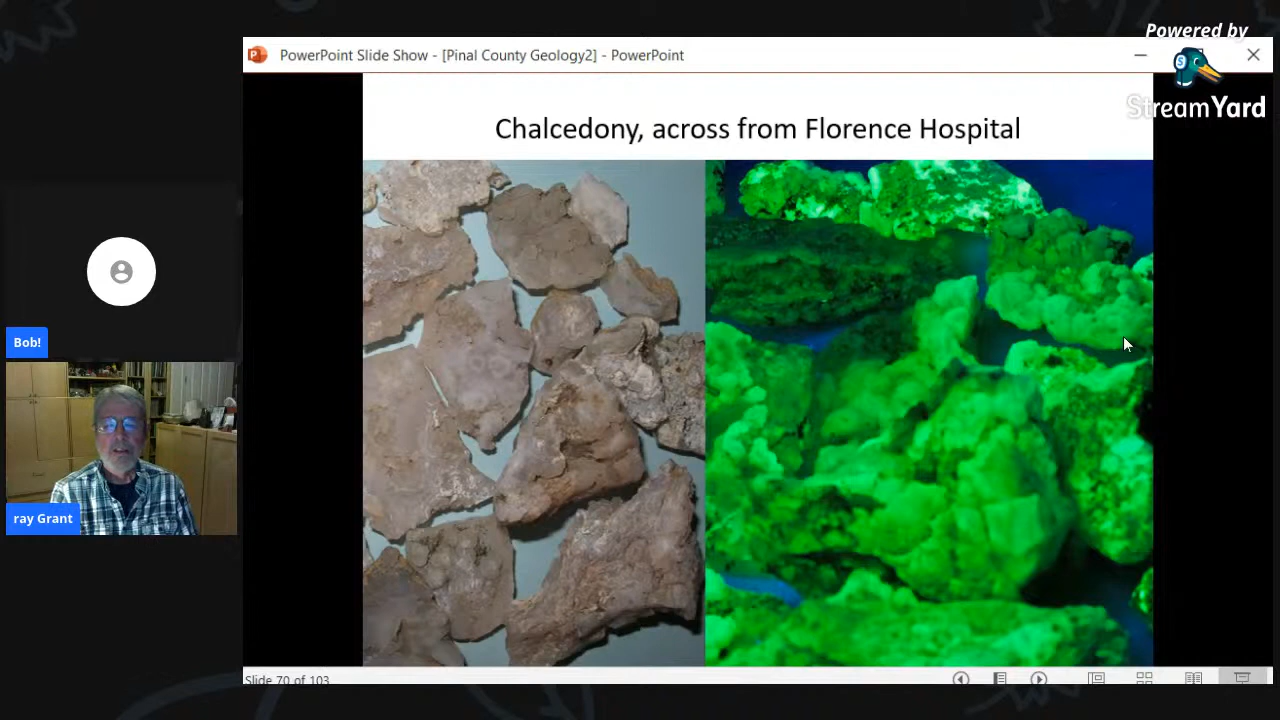 Powered by
StreamYard
PowerPoint Slide Show - [Pinal County Geology2] - PowerPoint
Chalcedony, across from Florence Hospital
Bob!
ray Grant
Slide 70 of 103